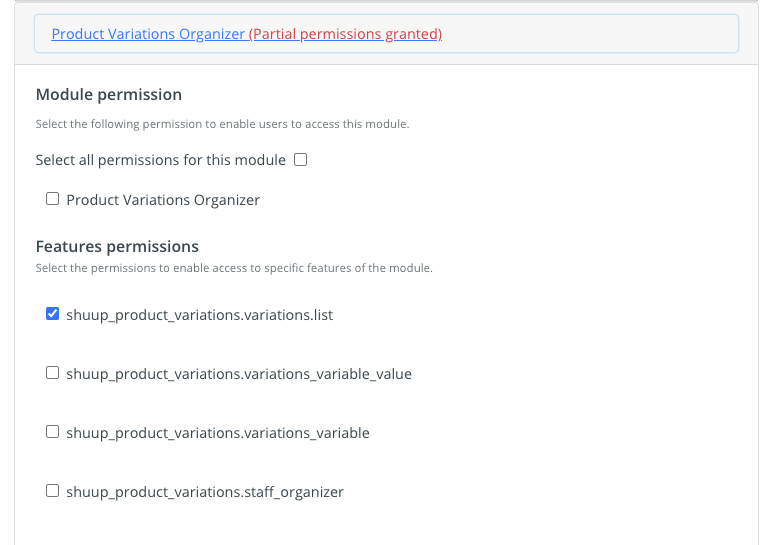 Product Variations Organizer (Partial permissions granted)
Module permission
Select the following permission to enable users to access this module.
Select all permissions for this module
Product Variations Organizer
Features permissions
Select the permissions to enable access to specific features of the module.
shuup_product_variations.variations.list
shuup_product_variations.variations_variable_value
shuup_product_variations.variations_variable
shuup_product_variations.staff_organizer